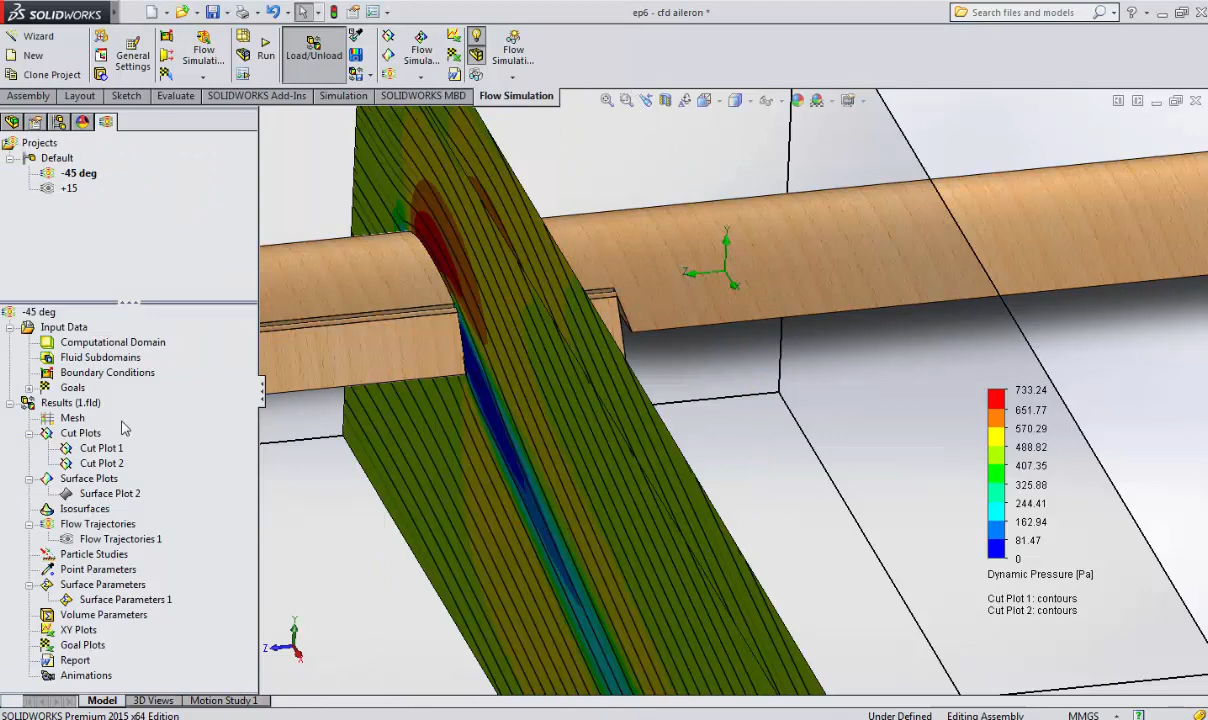 SOLIDWORKS
ep6 - cfd aileron *
Search files and models
Wizard
New
Clone Project
General Settings
Flow Simulati...
Run
Load/Unload
Flow Simula...
Flow Simulati...
Assembly
Layout
Sketch
Evaluate
SOLIDWORKS Add-Ins
Simulation
SOLIDWORKS MBD
Flow Simulation
Projects
Default
-45 deg
+15
-45 deg
Input Data
Computational Domain
Fluid Subdomains
Boundary Conditions
Goals
Results (1.fld)
Mesh
Cut Plots
Cut Plot 1
Cut Plot 2
Surface Plots
Surface Plot 2
Isosurfaces
Flow Trajectories
Flow Trajectories 1
Particle Studies
Point Parameters
Surface Parameters
Surface Parameters 1
Volume Parameters
XY Plots
Goal Plots
Report
Animations
Y
Z
X
Y
Z
X
733.24
651.77
570.29
488.82
407.35
325.88
244.41
162.94
81.47
0
Dynamic Pressure [Pa]
Cut Plot 1: contours
Cut Plot 2: contours
Model
3D Views
Motion Study 1
SOLIDWORKS Premium 2015 x64 Edition
Under Defined
Editing Assembly
MMGS